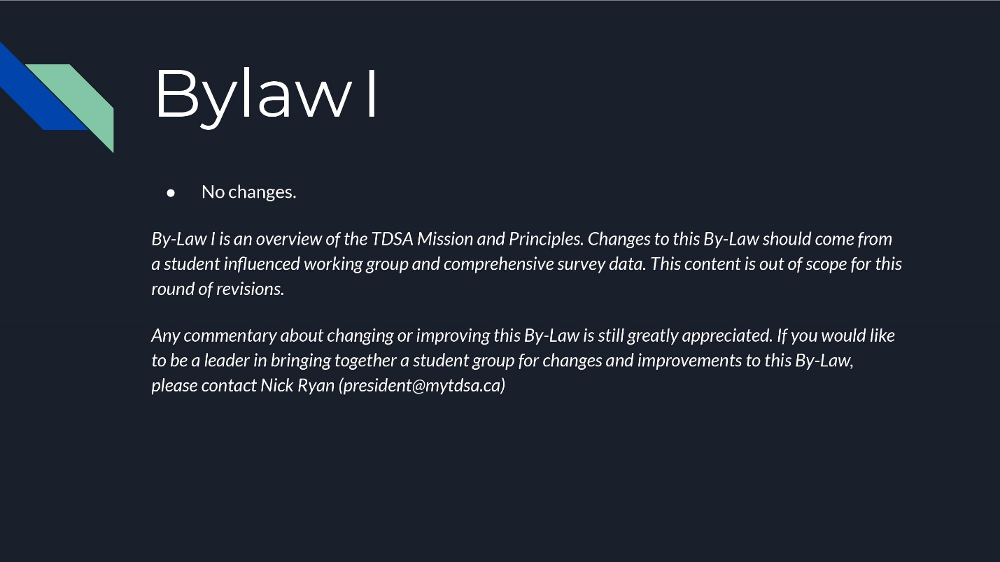 Bylaw I
● No changes.
By-Law I is an overview of the TDSA Mission and Principles. Changes to this By-Law should come from
a student influenced working group and comprehensive survey data. This content is out of scope for this
round of revisions.
Any commentary about changing or improving this By-Law is still greatly appreciated. If you would like
to be a leader in bringing together a student group for changes and improvements to this By-Law,
please contact Nick Ryan (president@mytdsa.ca)